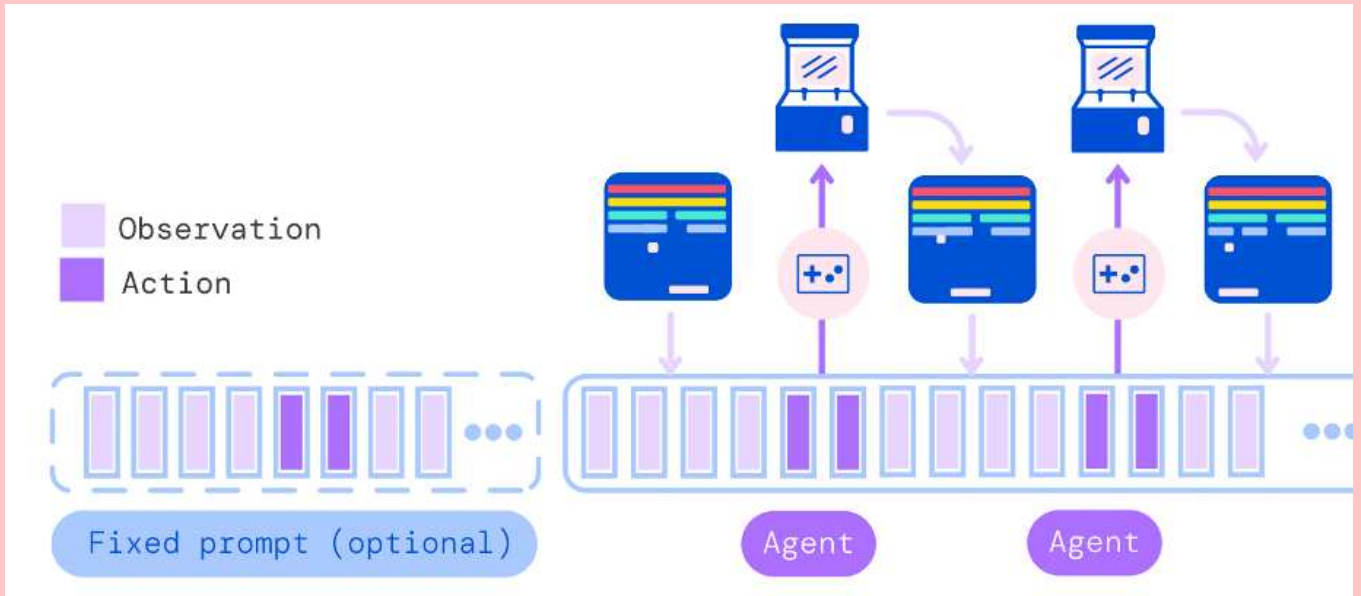 Observation
Action
Fixed prompt (optional)
Agent
Agent